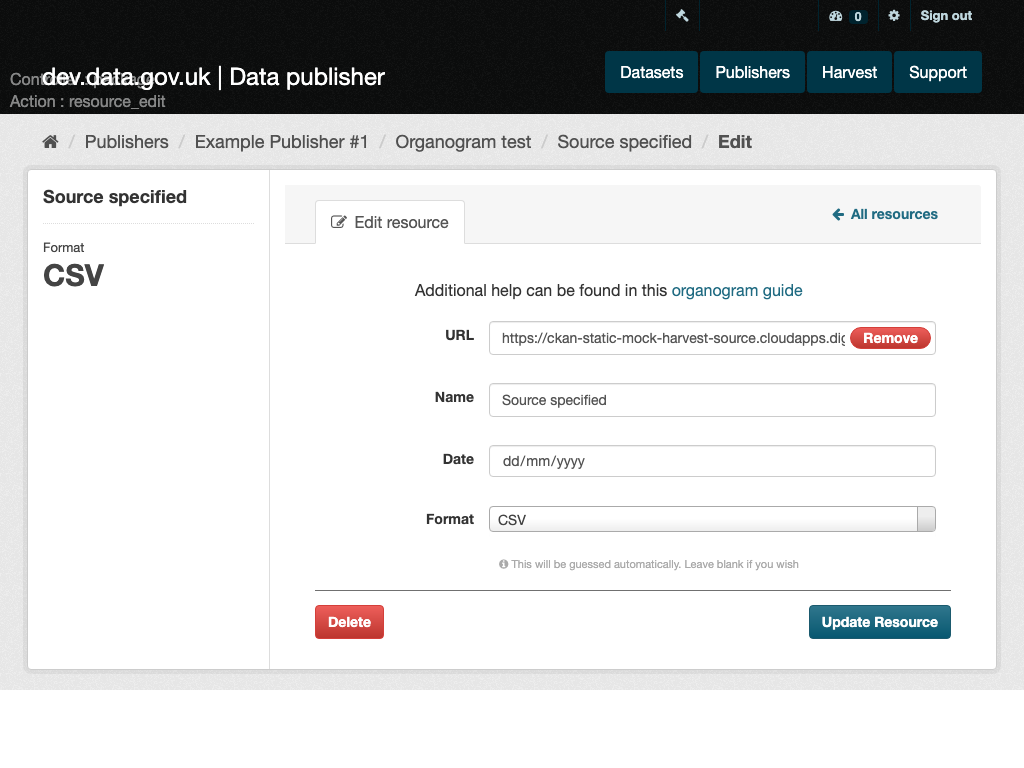 0
Sign out
dev.data.gov.uk | Data publisher
Datasets
Publishers
Harvest
Support
Action : resource_edit
/ Publishers / Example Publisher #1 / Organogram test / Source specified / Edit
Source specified
Format
CSV
Edit resource
All resources
Additional help can be found in this organogram guide
URL
https://ckan-static-mock-harvest-source.cloudapps.dig
Remove
Name
Source specified
Date
dd/mm/yyyy
Format
CSV
This will be guessed automatically. Leave blank if you wish
Delete
Update Resource